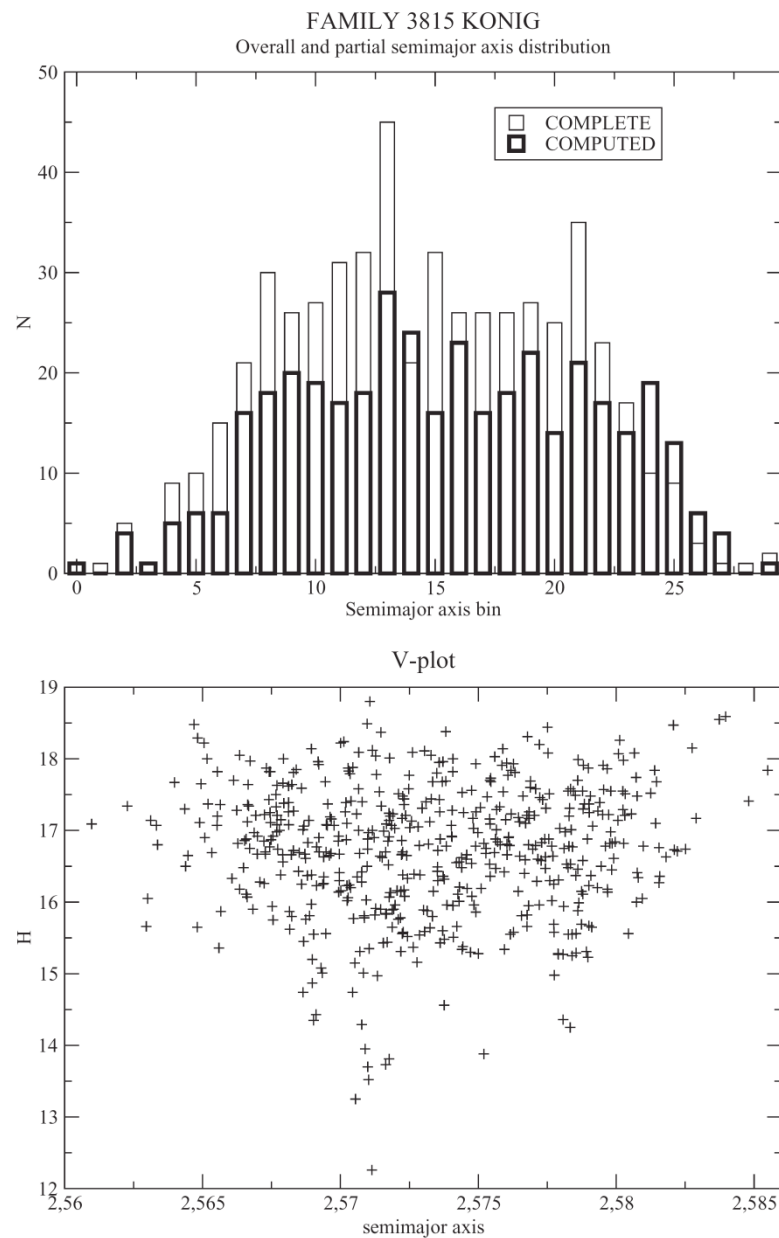 FAMILY 3815 KONIG
Overall and partial semimajor axis distribution
50
COMPLETE
COMPUTED
40
30
N
20
10
0
0 5 10 15 20 25
Semimajor axis bin
V-plot
19
18
17
16
H
15
14
13
12
2,56 2,565 2,57 2,575 2,58 2,585
semimajor axis